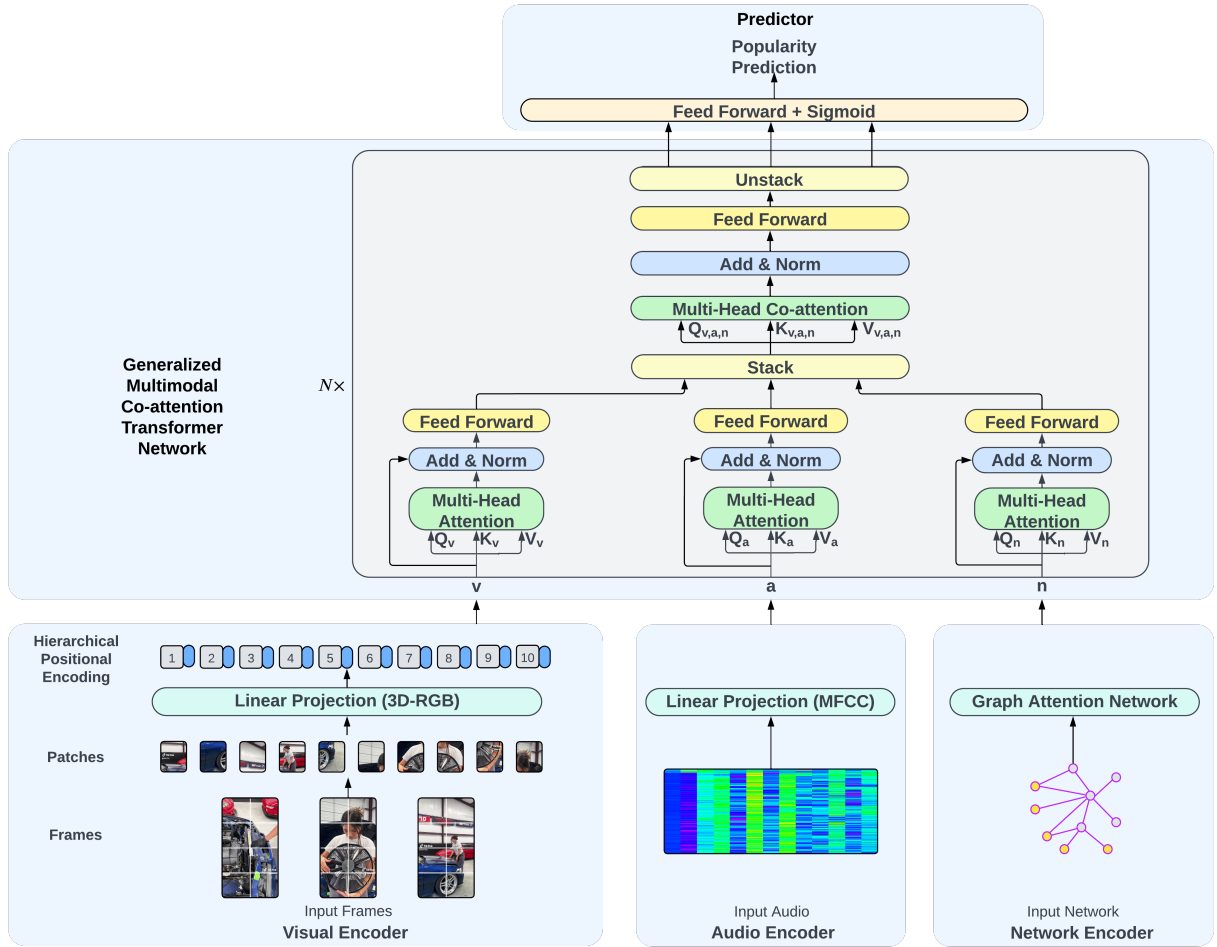 Predictor
Popularity
Prediction
Feed Forward + Sigmoid
Unstack
Feed Forward
Add & Norm
Multi-Head Co-attention
Qv,a,n Kv,a,n Vv,a,n
Stack
Generalized
Multimodal
Co-attention
Transformer
Network
N×
Feed Forward Feed Forward Feed Forward
Add & Norm Add & Norm Add & Norm
Multi-Head
Attention
Multi-Head
Attention
Multi-Head
Attention
Qv Kv Vv Qa Ka Va Qn Kn Vn
v a n
Hierarchical
Positional
Encoding
1 2 3 4 5 6 7 8 9 10
Linear Projection (3D-RGB) Linear Projection (MFCC) Graph Attention Network
Patches
Frames
Input Frames Input Audio Input Network
Visual Encoder Audio Encoder Network Encoder